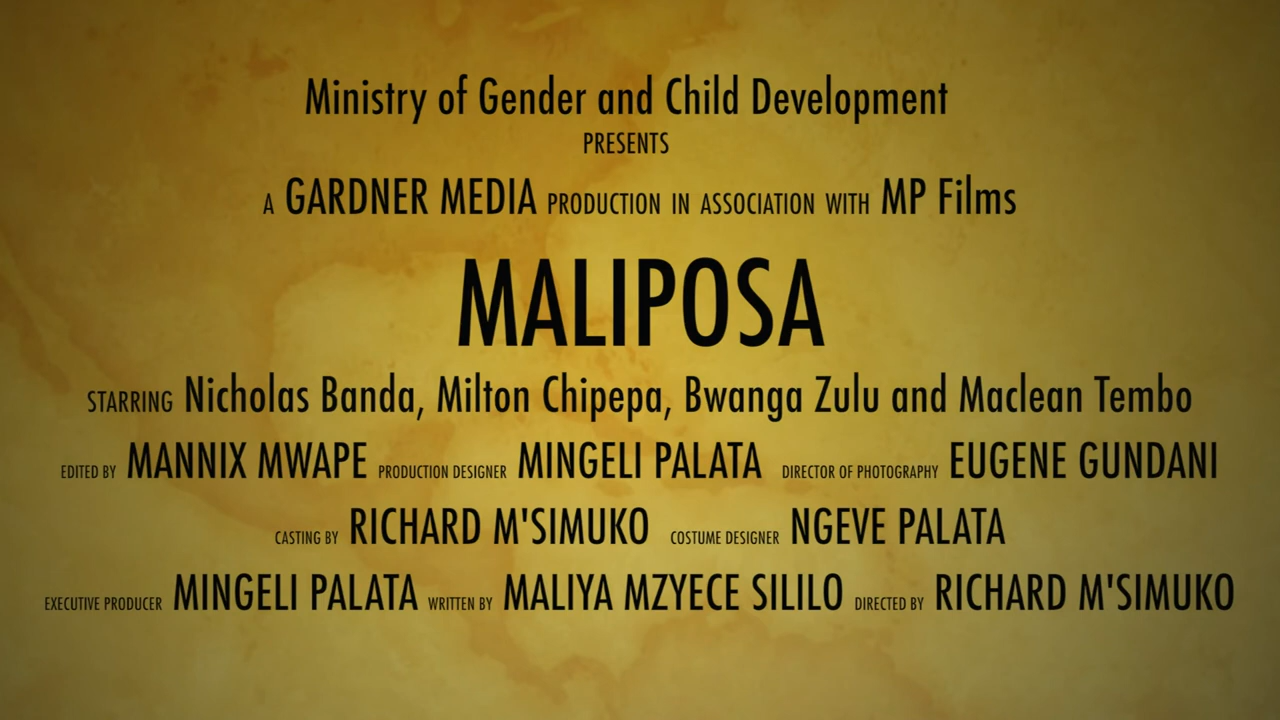 Ministry of Gender and Child Development
PRESENTS
A GARDNER MEDIA PRODUCTION IN ASSOCIATION WITH MP Films
MALIPOSA
STARRING Nicholas Banda, Milton Chipepa, Bwanga Zulu and Maclean Tembo
EDITED BY MANNIX MWAPE PRODUCTION DESIGNER MINGELI PALATA DIRECTOR OF PHOTOGRAPHY EUGENE GUNDANI
CASTING BY RICHARD M'SIMUKO COSTUME DESIGNER NGEVE PALATA
EXECUTIVE PRODUCER MINGELI PALATA WRITTEN BY MALIYA MZYECE SILILO DIRECTED BY RICHARD M'SIMUKO